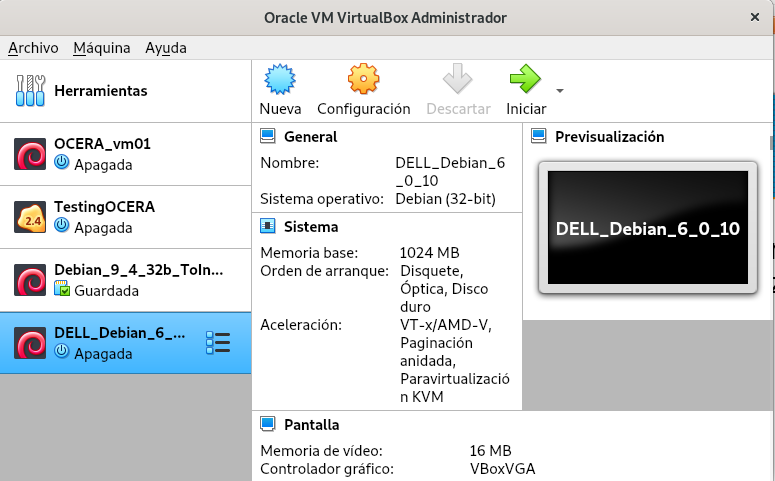 Oracle VM VirtualBox Administrador
Archivo Máquina Ayuda
Herramientas
OCERA_vm01
Apagada
2.4
TestingOCERA
Apagada
Debian_9_4_32b_ToIn...
Guardada
DELL_Debian_6_...
Apagada
Nueva Configuración Descartar Iniciar
General
Nombre: DELL_Debian_6
_0_10
Sistema operativo: Debian (32-bit)
Sistema
Memoria base: 1024 MB
Orden de arranque: Disquete,
Óptica, Disco
duro
Aceleración: VT-x/AMD-V,
Paginación
anidada,
Paravirtualizació
n KVM
Previsualización
DELL_Debian_6_0_10
Pantalla
Memoria de vídeo: 16 MB
Controlador gráfico: VBoxVGA